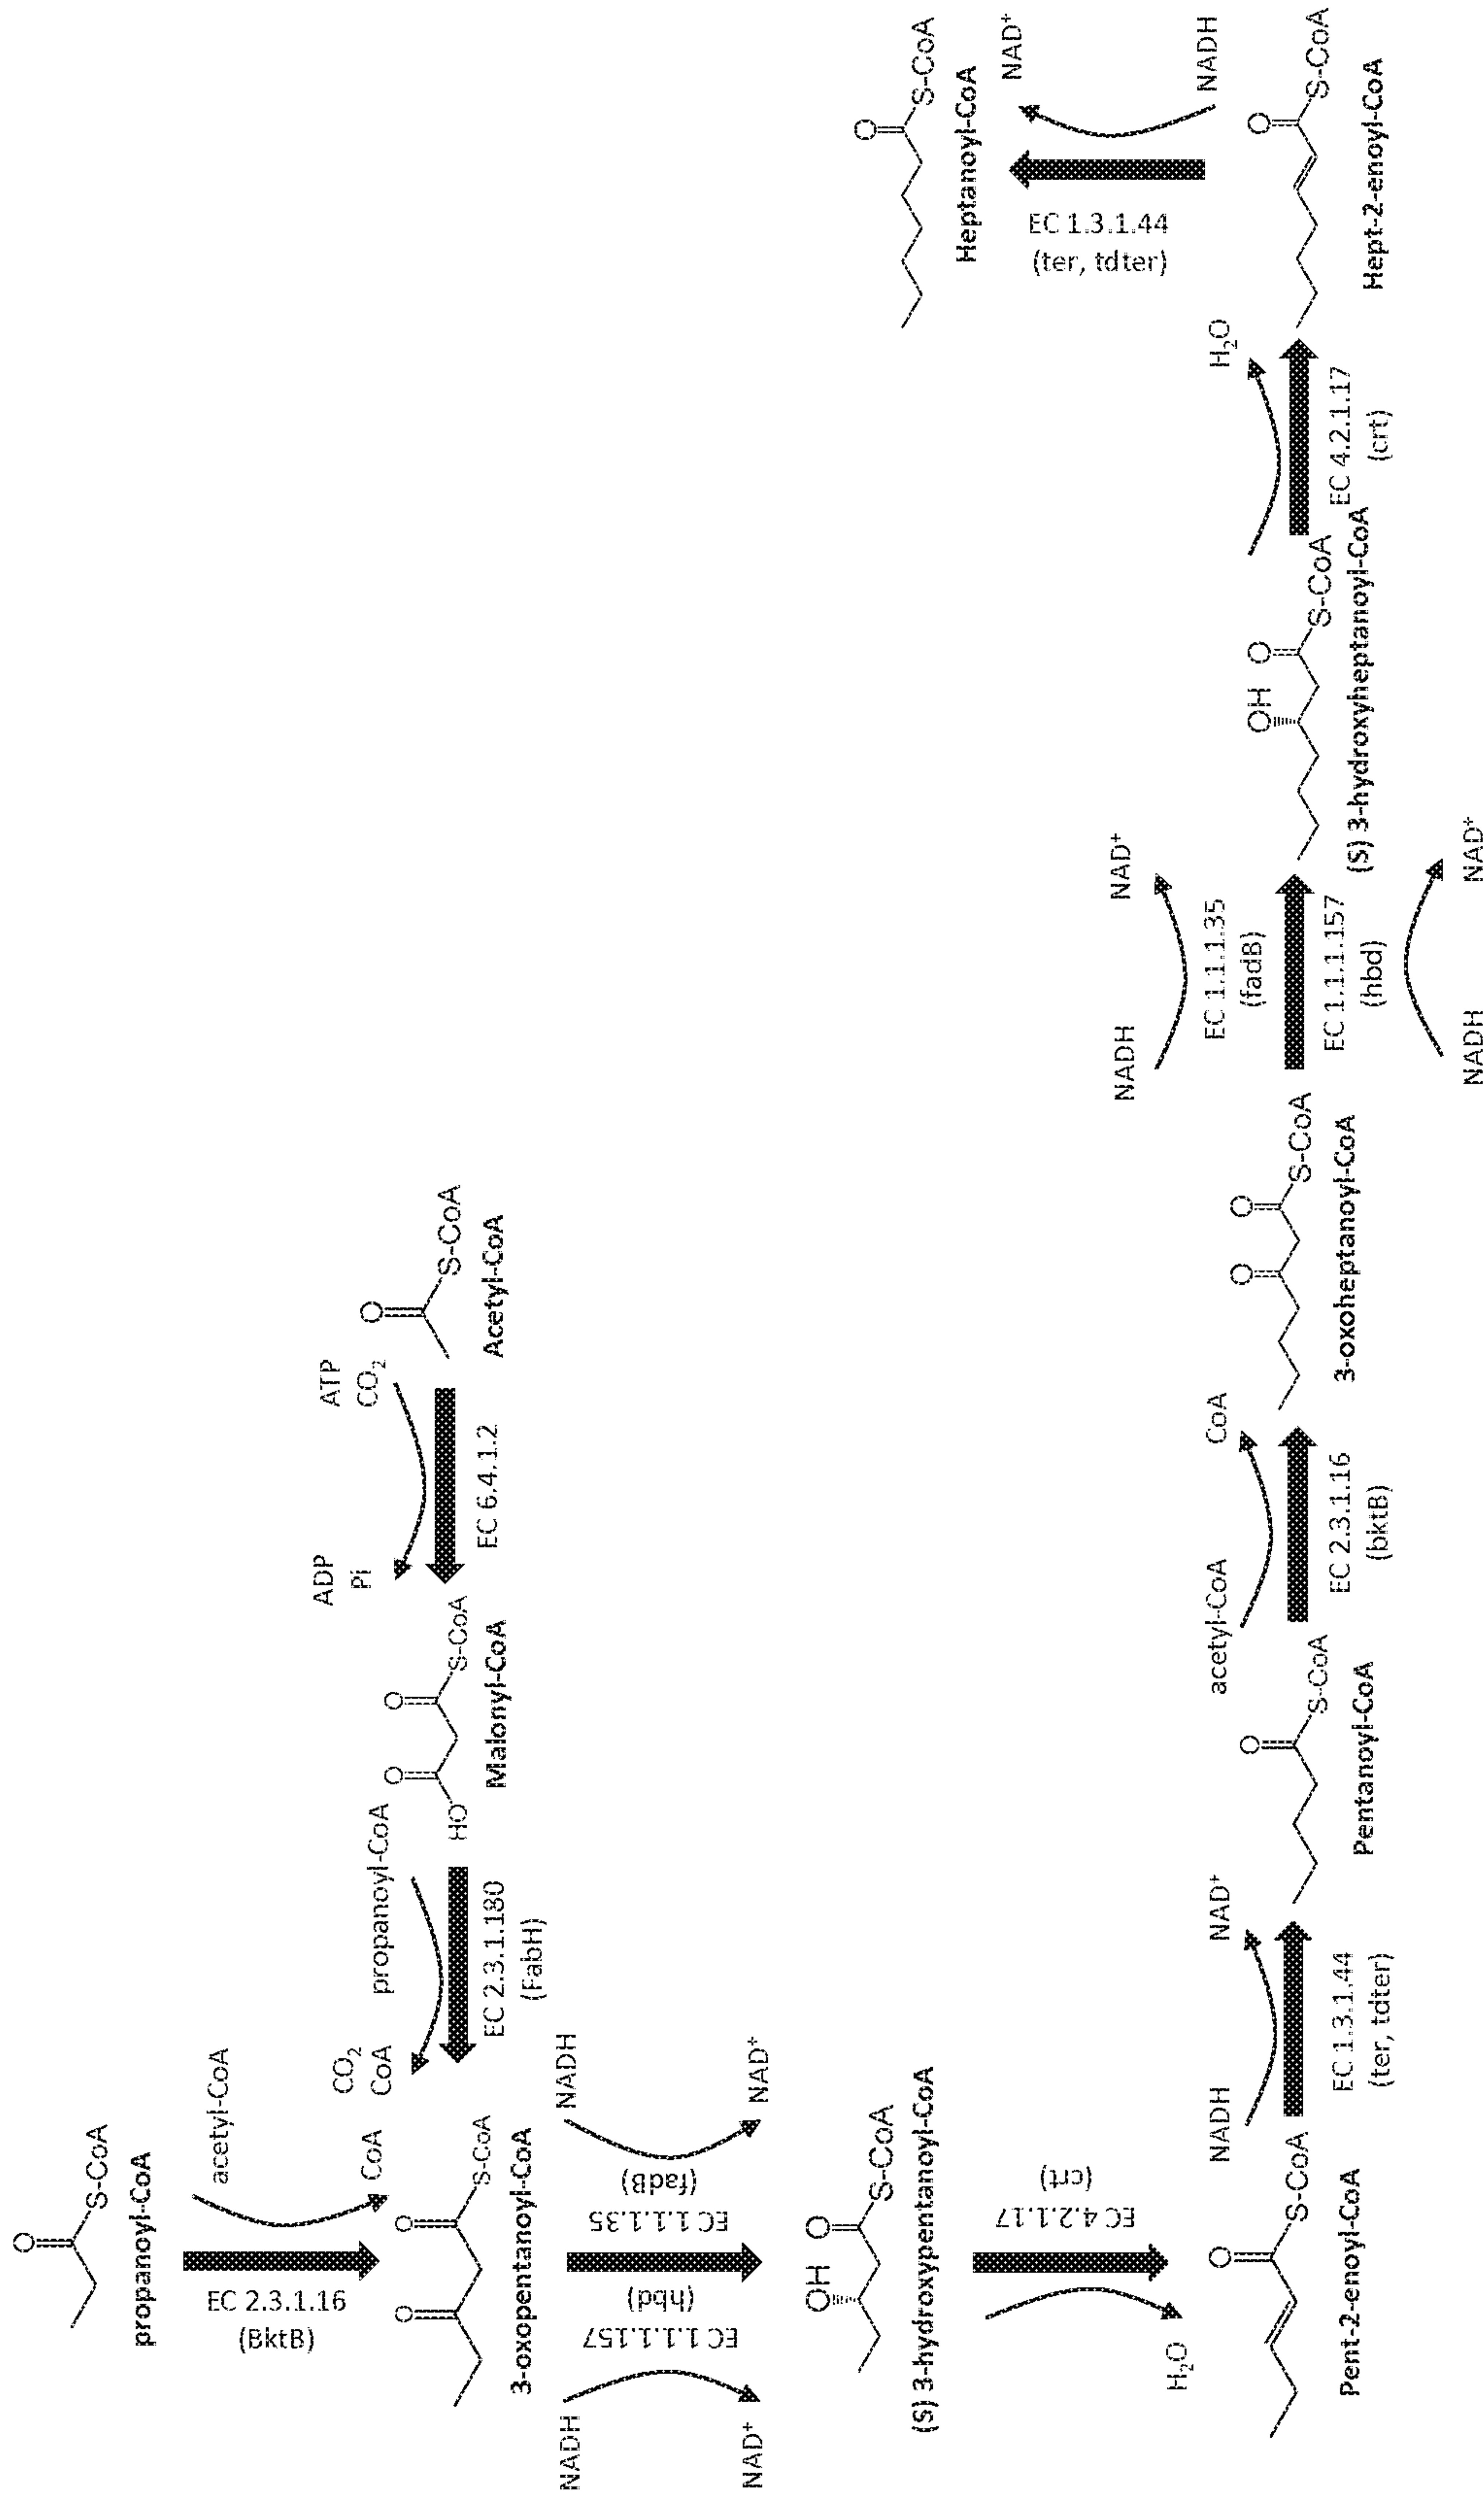 O
S-CoA
propanoyl-CoA
acetyl-CoA
CoA
EC 2.3.1.16
(BktB)
O
S-CoA
Acetyl-CoA
ATP
CO2
ADP
Pi
EC 6.4.1.2
O
O
HO
S-CoA
Malonyl-CoA
propanoyl-CoA
CO2
CoA
EC 2.3.1.180
(FabH)
O
O
S-CoA
3-oxopentanoyl-CoA
NADH
NAD+
EC 1.1.1.157
(hbd)
EC 1.1.1.35
(fadB)
NADH
NAD+
OH
O
S-CoA
(S) 3-hydroxypentanoyl-CoA
H2O
EC 4.2.1.17
(crt)
O
S-CoA
Pent-2-enoyl-CoA
NADH
NAD+
EC 1.3.1.44
(ter, tdter)
O
S-CoA
Pentanoyl-CoA
acetyl-CoA
CoA
EC 2.3.1.16
(bktB)
O
O
S-CoA
3-oxoheptanoyl-CoA
NADH
NAD+
EC 1.1.1.35
(fadB)
EC 1.1.1.157
(hbd)
NADH
NAD+
OH
O
S-CoA
(S) 3-hydroxyheptanoyl-CoA
H2O
EC 4.2.1.17
(crt)
O
S-CoA
Hept-2-enoyl-CoA
NADH
NAD+
EC 1.3.1.44
(ter, tdter)
O
S-CoA
Heptanoyl-CoA